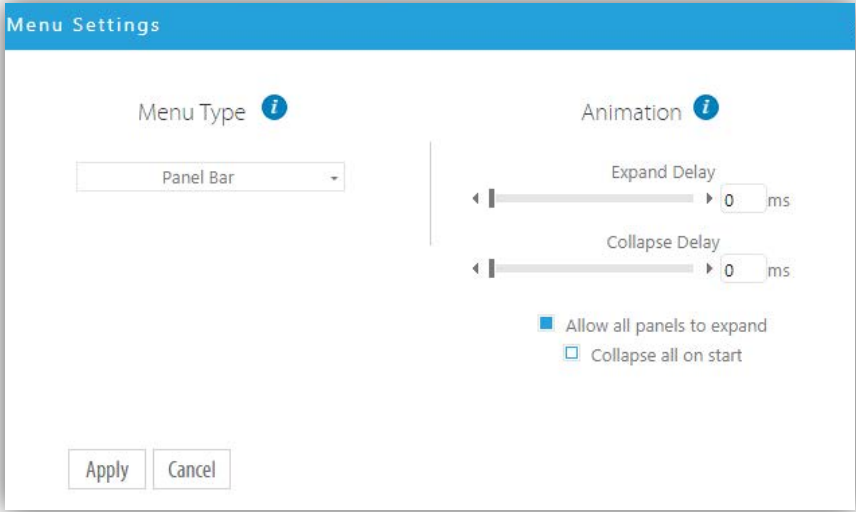 Menu Settings
Menu Type i
Panel Bar
Animation i
Expand Delay
0 ms
Collapse Delay
0 ms
Allow all panels to expand
Collapse all on start
Apply Cancel